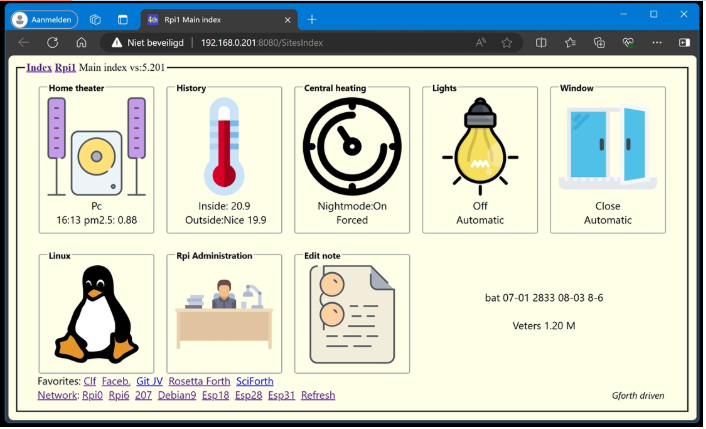 Aanmelden
4th Rpi1 Main index
Niet beveiligd 192.168.0.201:8080/SitesIndex
Index Rpi1 Main index vs:5.201
Home theater
Pc
16:13 pm2.5: 0.88
History
Inside: 20.9
Outside:Nice 19.9
Central heating
Nightmode:On
Forced
Lights
Off
Automatic
Window
Close
Automatic
Linux
Rpi Administration
Edit note
bat 07-01 2833 08-03 8-6
Veters 1.20 M
Favorites: Clf Faceb. Git JV Rosetta Forth SciForth
Network: Rpi0 Rpi6 207 Debian9 Esp18 Esp28 Esp31 Refresh
Gforth driven